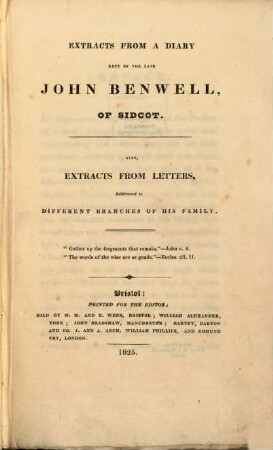 EXTRACTS FROM A DIARY
KEPT BY THE LATE
JOHN BENWELL,
OF SIDCOT.
ALSO,
EXTRACTS FROM LETTERS,
Addressed to
DIFFERENT BRANCHES OF HIS FAMILY.
"Gather up the fragments that remain."—John v. 6.
"The words of the wise are as goads."—Eccles. xii. 11.
Bristol:
PRINTED FOR THE EDITOR;
SOLD BY M. M. AND E. WEBB, BRISTOL; WILLIAM ALEXANDER,
YORK; JOHN BRADSHAW, MANCHESTER; HARVEY, DARTON
AND CO. J. AND A. ARCH, WILLIAM PHILLIPS, AND EDMUND
FRY, LONDON.
1825.